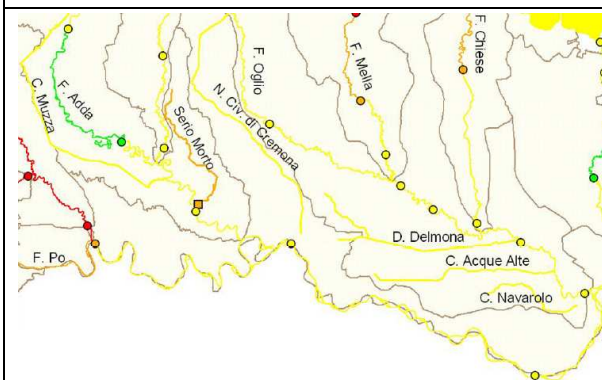 F. Chiese
F. Mella
F. Oglio
F. Adda
C. Muzza
Serio Morto
N. Civ. di Cremona
D. Delmona
F. Po
C. Acque Alte
C. Navarolo